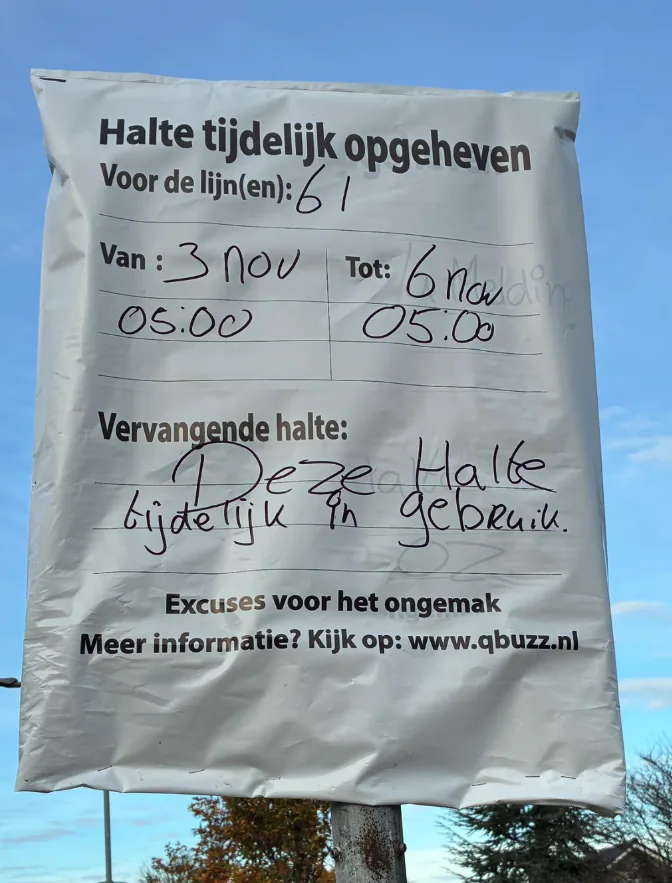 Halte tijdelijk opgeheven
Voor de lijn(en): 61
Van : 3 nov Tot: 6 nov
05:00 05:00
Vervangende halte:
Deze Halte
tijdelijk in gebruik.
Excuses voor het ongemak
Meer informatie? Kijk op: www.qbuzz.nl